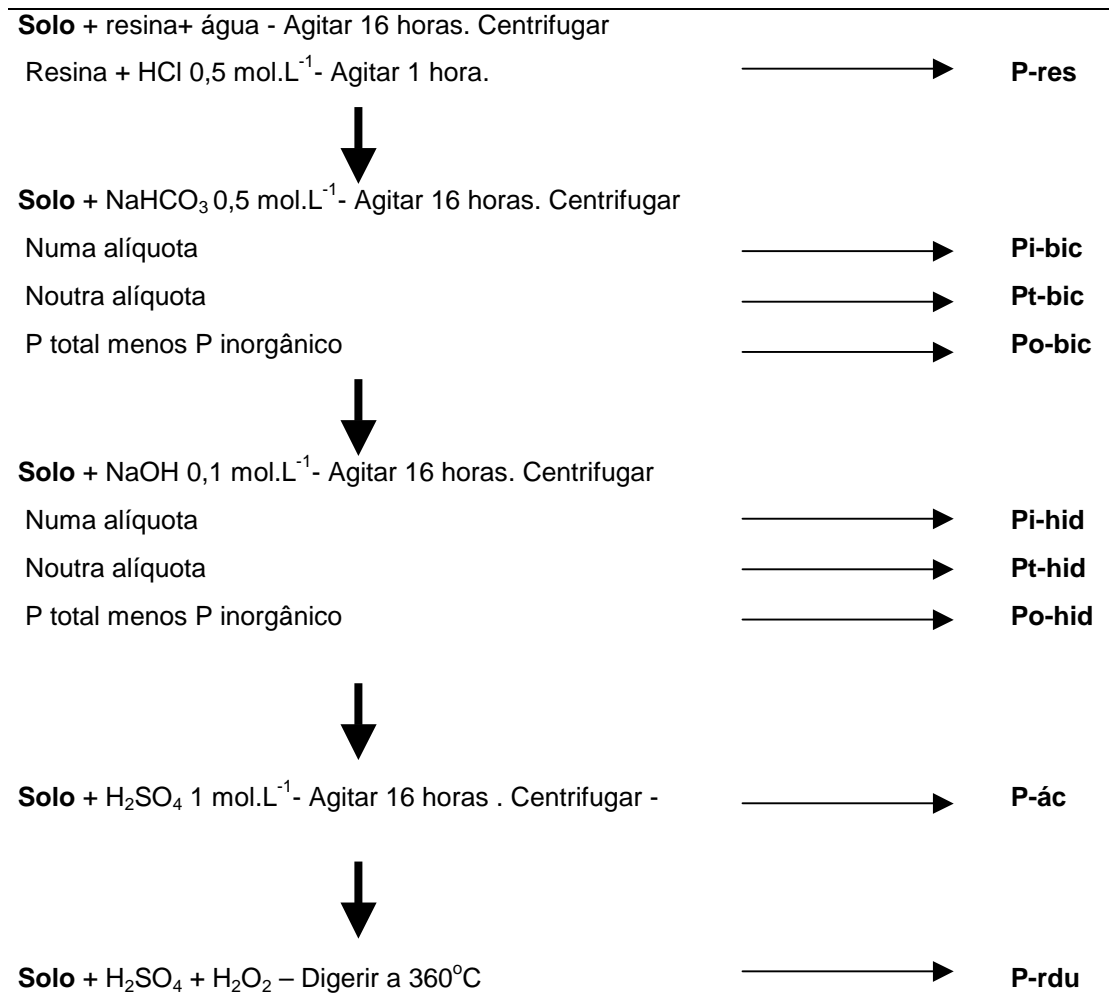 Solo + resina+ água - Agitar 16 horas. Centrifugar
Resina + HCl 0,5 mol.L⁻¹- Agitar 1 hora. P-res
Solo + NaHCO₃ 0,5 mol.L⁻¹- Agitar 16 horas. Centrifugar
Numa alíquota Pi-bic
Noutra alíquota Pt-bic
P total menos P inorgânico Po-bic
Solo + NaOH 0,1 mol.L⁻¹- Agitar 16 horas. Centrifugar
Numa alíquota Pi-hid
Noutra alíquota Pt-hid
P total menos P inorgânico Po-hid
Solo + H₂SO₄ 1 mol.L⁻¹- Agitar 16 horas . Centrifugar - P-ác
Solo + H₂SO₄ + H₂O₂ – Digerir a 360°C P-rdu